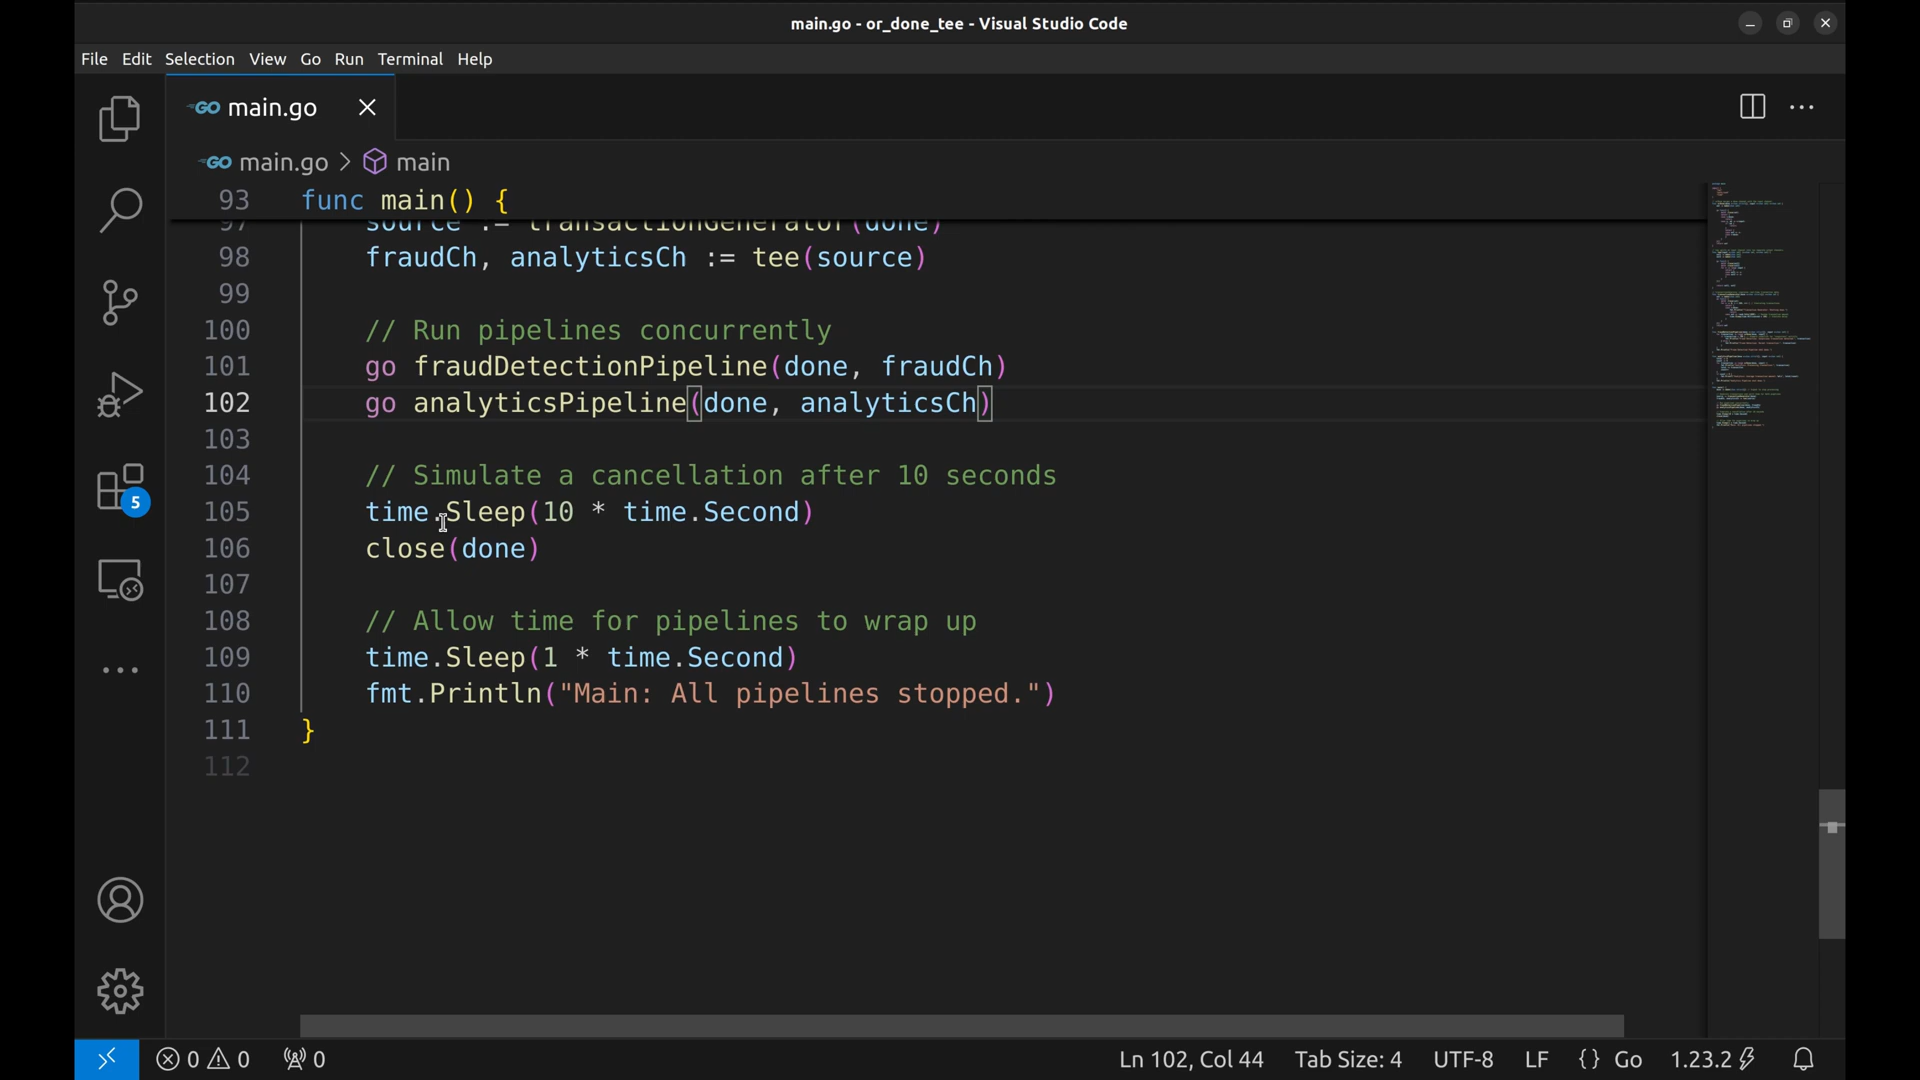 main.go - or_done_tee - Visual Studio Code
File Edit Selection View Go Run Terminal Help
GO main.go
GO main.go > main
93 func main() {
97 source := transactionGenerator(done)
98 fraudCh, analyticsCh := tee(source)
99
100 // Run pipelines concurrently
101 go fraudDetectionPipeline(done, fraudCh)
102 go analyticsPipeline(done, analyticsCh)
103
104 // Simulate a cancellation after 10 seconds
105 time.Sleep(10 * time.Second)
106 close(done)
107
108 // Allow time for pipelines to wrap up
109 time.Sleep(1 * time.Second)
110 fmt.Println("Main: All pipelines stopped.")
111 }
112
5
0 0 0 Ln 102, Col 44 Tab Size: 4 UTF-8 LF {} Go 1.23.2